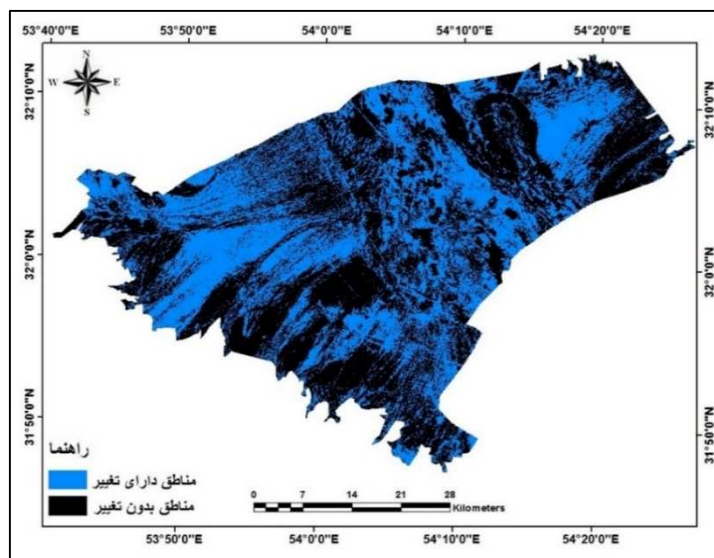 53°40'0"E 53°50'0"E 54°0'0"E 54°10'0"E 54°20'0"E
N
W E
S
32°10'0"N 32°10'0"N
32°0'0"N 32°0'0"N
31°50'0"N 31°50'0"N
راهنما
مناطق دارای تغییر
مناطق بدون تغییر
0 7 14 21 28
Kilometers
53°50'0"E 54°0'0"E 54°10'0"E 54°20'0"E